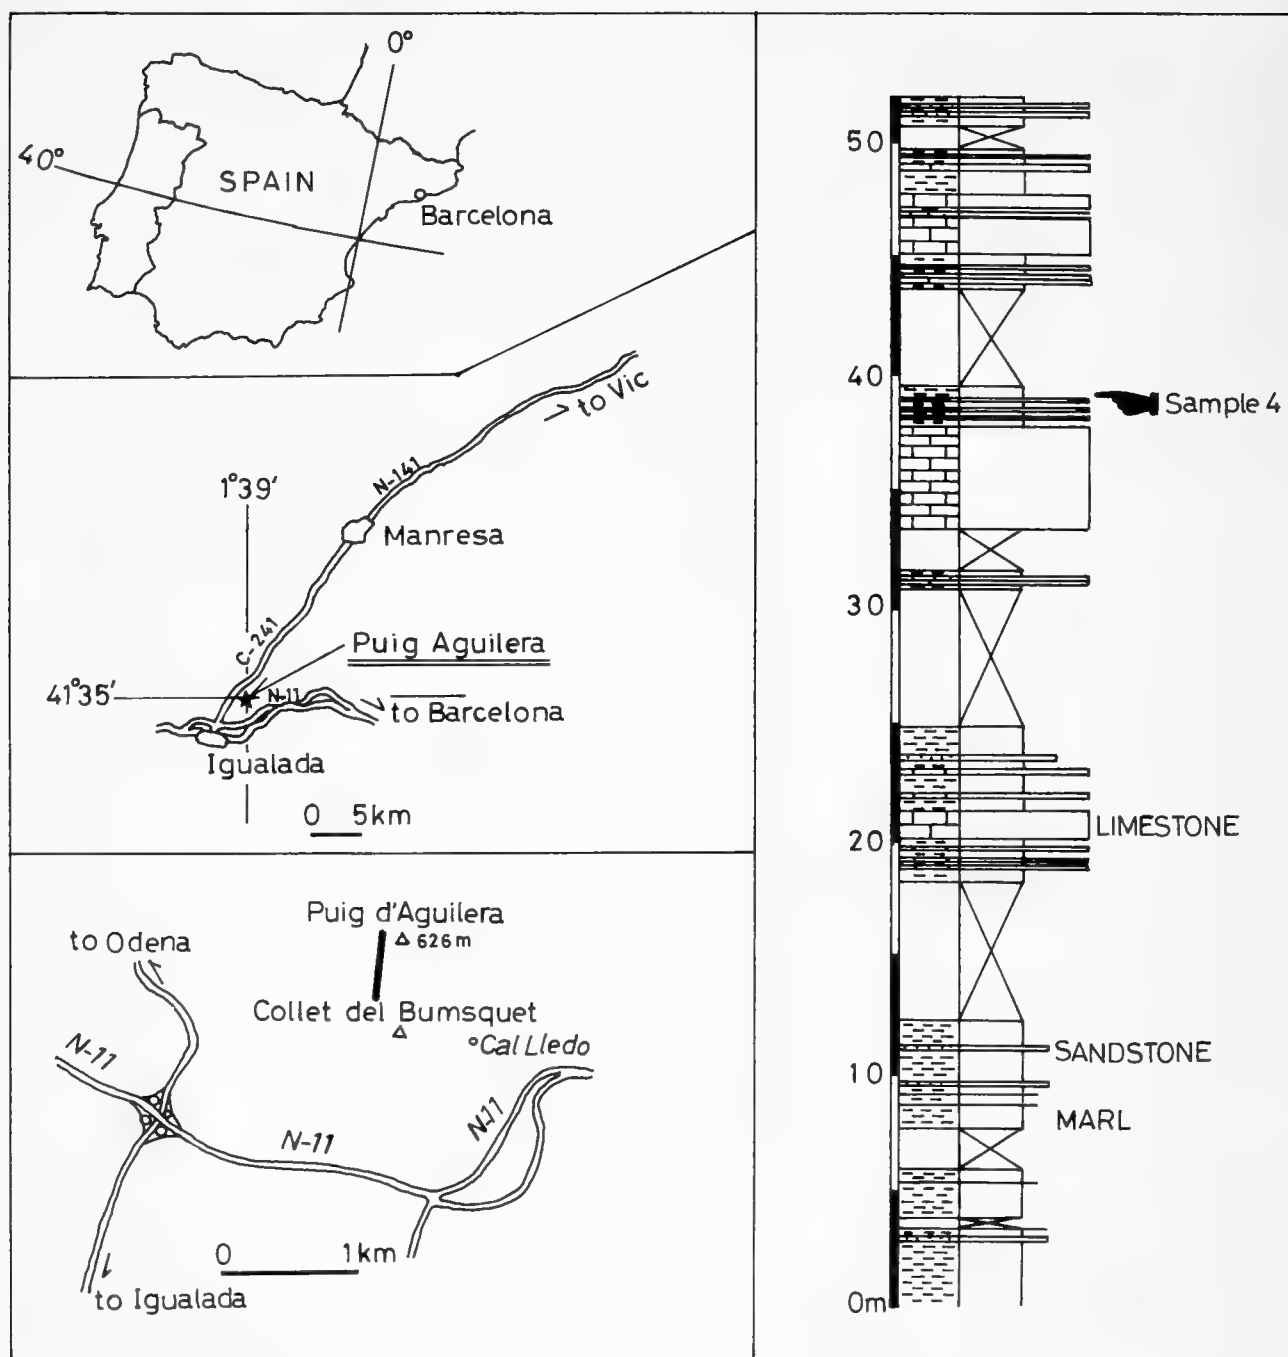 0°
40°
SPAIN
Barcelona
to Vic
N-141
1°39'
Manresa
C-241
Puig Aguilera
41°35'
N-11
to Barcelona
Igualada
0 5km
Puig d'Aguilera
626m
to Odena
Collet del Bumsquet
Cal Lledo
N-11
N-11
N-11
0 1km
to Igualada
50
40
Sample 4
30
LIMESTONE
20
SANDSTONE
10
MARL
0m